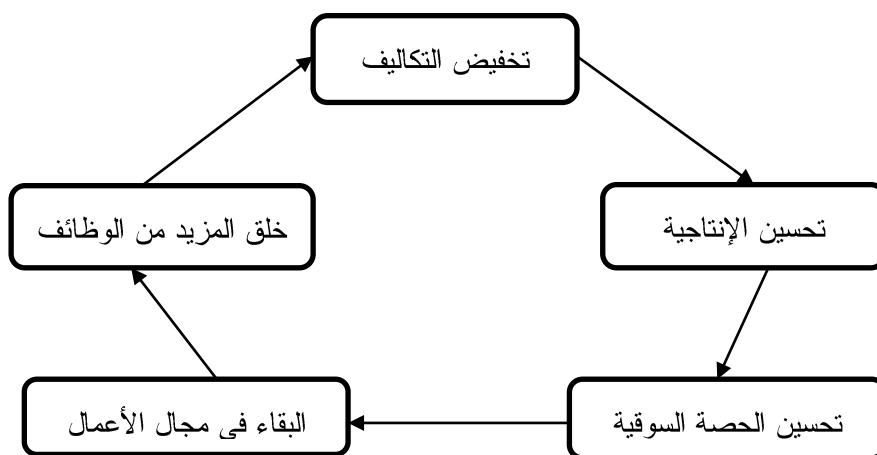 تخفيض التكاليف
تحسين الإنتاجية
تحسين الحصة السوقية
البقاء فى مجال الأعمال
خلق المزيد من الوظائف